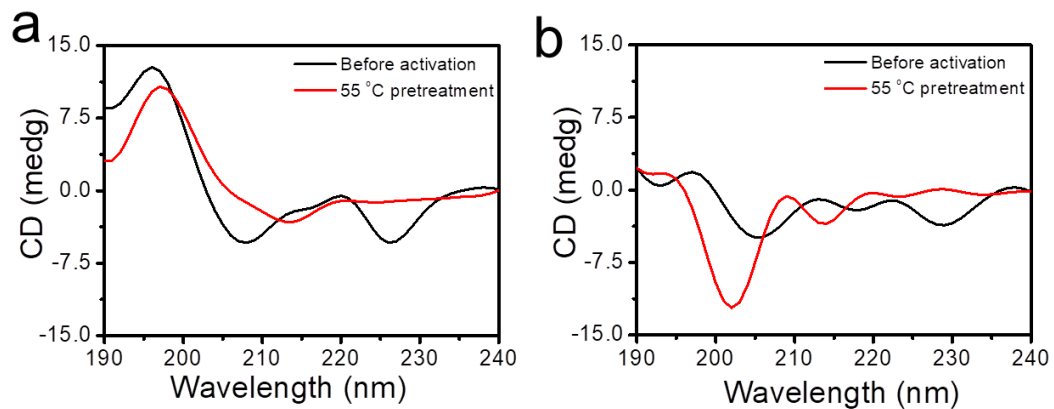 a
15.0
7.5
0.0
-7.5
-15.0
CD (medg)
Before activation
55 °C pretreatment
190 200 210 220 230 240
Wavelength (nm)
b
15.0
7.5
0.0
-7.5
-15.0
CD (medg)
Before activation
55 °C pretreatment
190 200 210 220 230 240
Wavelength (nm)